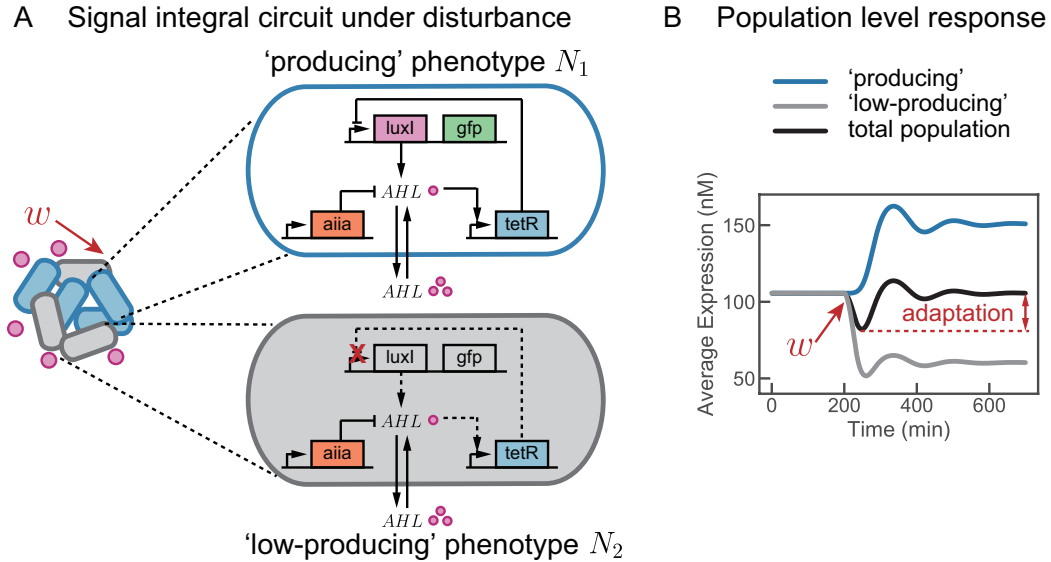 A Signal integral circuit under disturbance
'producing' phenotype N₁
luxI gfp
AHL
aiia tetR
AHL
w
luxI gfp
X
AHL
aiia tetR
AHL
'low-producing' phenotype N₂
B Population level response
'producing'
'low-producing'
total population
Average Expression (nM)
150
100
50
adaptation
w
0 200 400 600
Time (min)